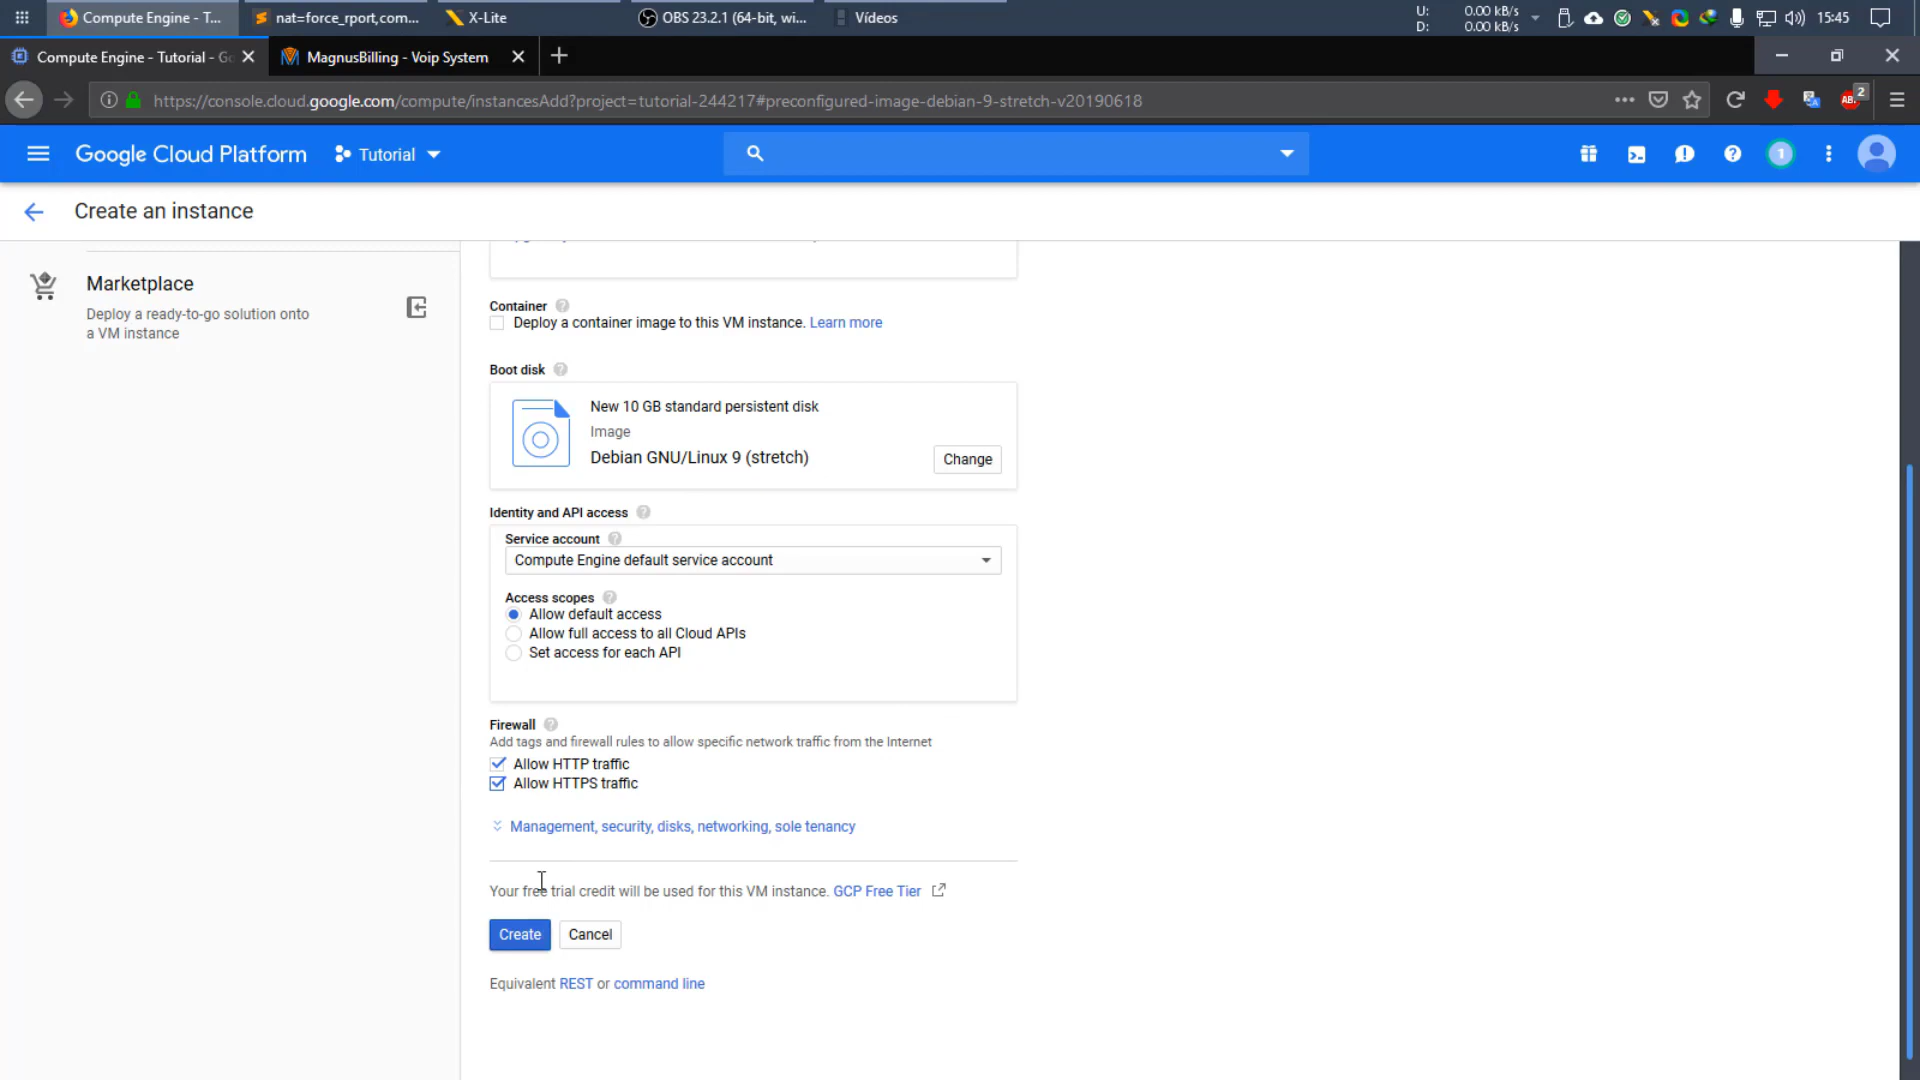 Compute Engine - T...
nat=force_rport,com...
X-Lite
OBS 23.2.1 (64-bit, wi...
Vídeos
U: 0.00 kB/s
D: 0.00 kB/s
15:45
Compute Engine - Tutorial - Go
MagnusBilling - Voip System
https://console.cloud.google.com/compute/instancesAdd?project=tutorial-244217#preconfigured-image-debian-9-stretch-v20190618
ABP
2
Google Cloud Platform
Tutorial
1
Create an instance
Marketplace
Deploy a ready-to-go solution onto
a VM instance
Container
Deploy a container image to this VM instance. Learn more
Boot disk
New 10 GB standard persistent disk
Image
Debian GNU/Linux 9 (stretch)
Change
Identity and API access
Service account
Compute Engine default service account
Access scopes
Allow default access
Allow full access to all Cloud APIs
Set access for each API
Firewall
Add tags and firewall rules to allow specific network traffic from the Internet
Allow HTTP traffic
Allow HTTPS traffic
Management, security, disks, networking, sole tenancy
Your free trial credit will be used for this VM instance. GCP Free Tier
Create
Cancel
Equivalent REST or command line